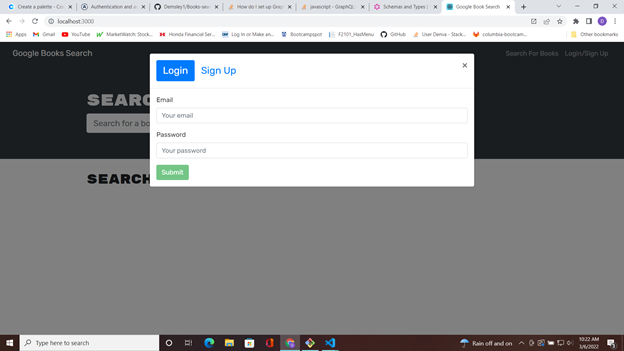 Create a palette - Co
Authentication and a
Demsley1/Books-sea
How do I set up Grap
javascript - GraphQL
Schemas and Types |
Google Book Search
localhost:3000
Apps
Gmail
YouTube
MarketWatch: Stock...
Honda Financial Ser...
Log In or Make an...
Bootcampspot
F2101_HasMenu
GitHub
User Deriva - Stack...
columbia-bootcam...
Other bookmarks
Google Books Search
Search For Books
Login/Sign Up
Login
Sign Up
×
Email
Your email
Password
Your password
Submit
SEARC
Search for a bo
SEARCH
Type here to search
Rain off and on
10:22 AM
3/6/2022